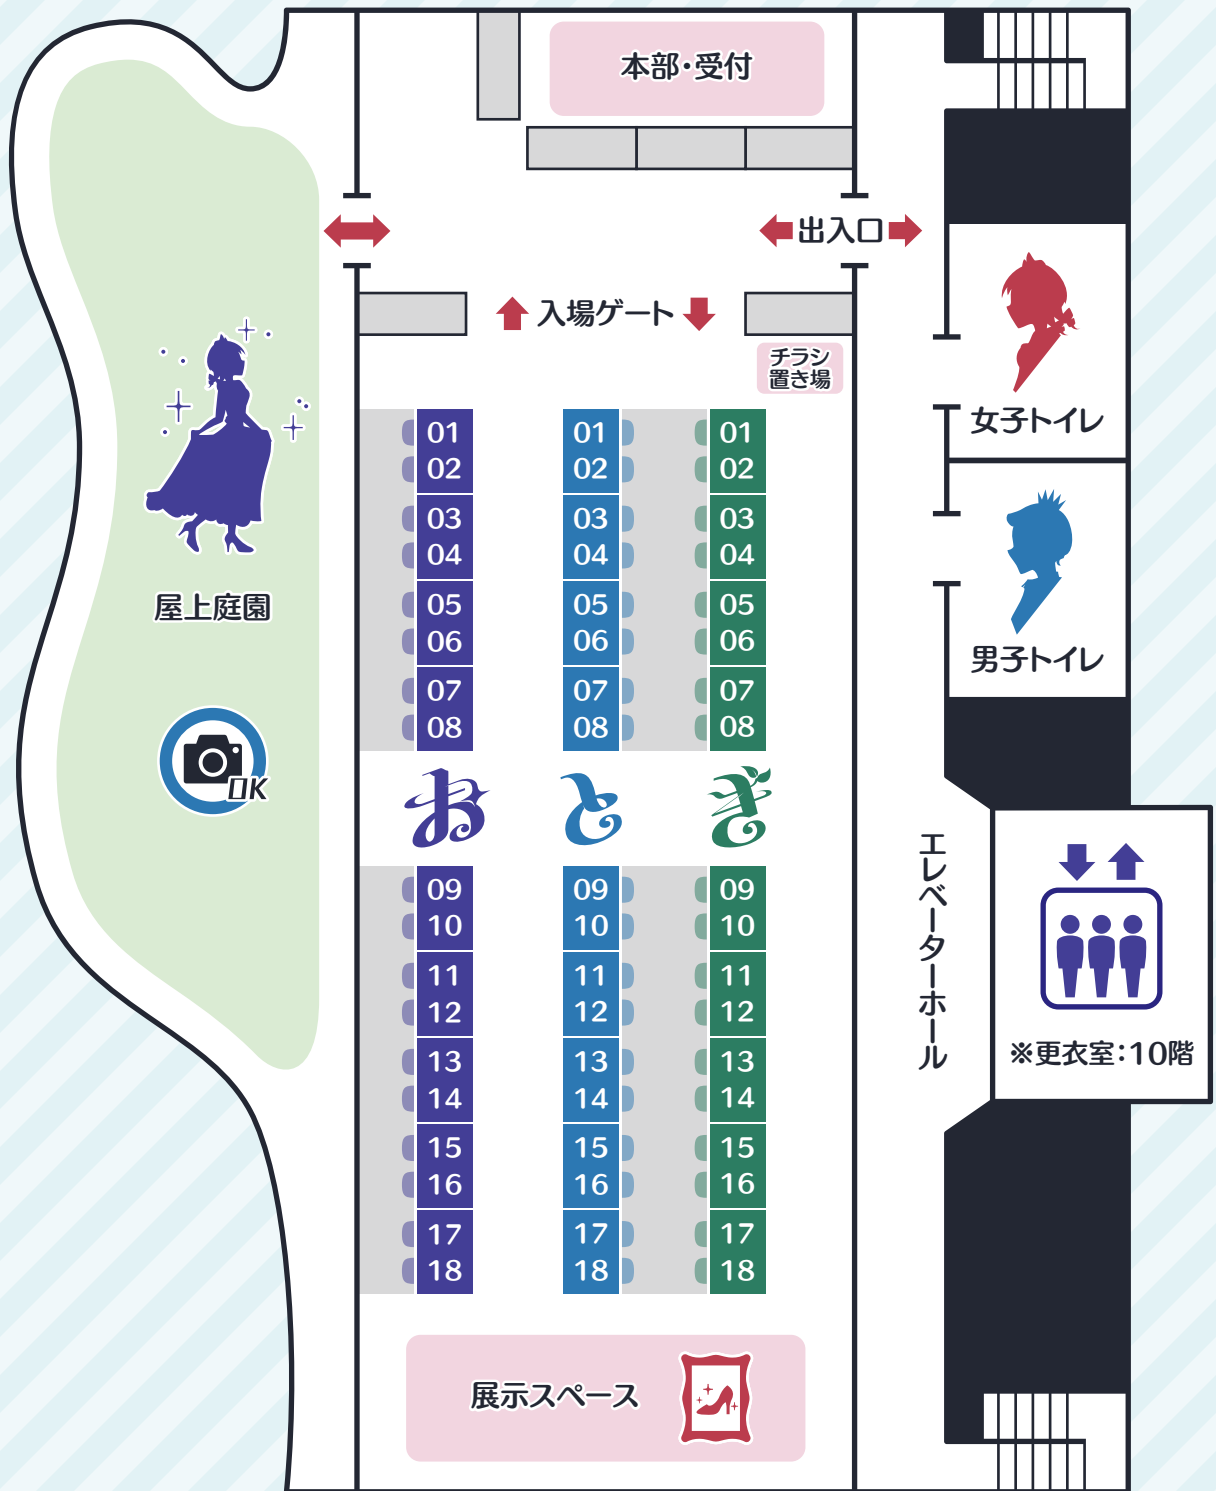 本部・受付
出入口
入場ゲート
チラシ
置き場
女子トイレ
男子トイレ
屋上庭園
OK
01 01 01
02 02 02
03 03 03
04 04 04
05 05 05
06 06 06
07 07 07
08 08 08
お と ぎ
09 09 09
10 10 10
11 11 11
12 12 12
13 13 13
14 14 14
15 15 15
16 16 16
17 17 17
18 18 18
エレベーターホール
※更衣室：10階
展示スペース